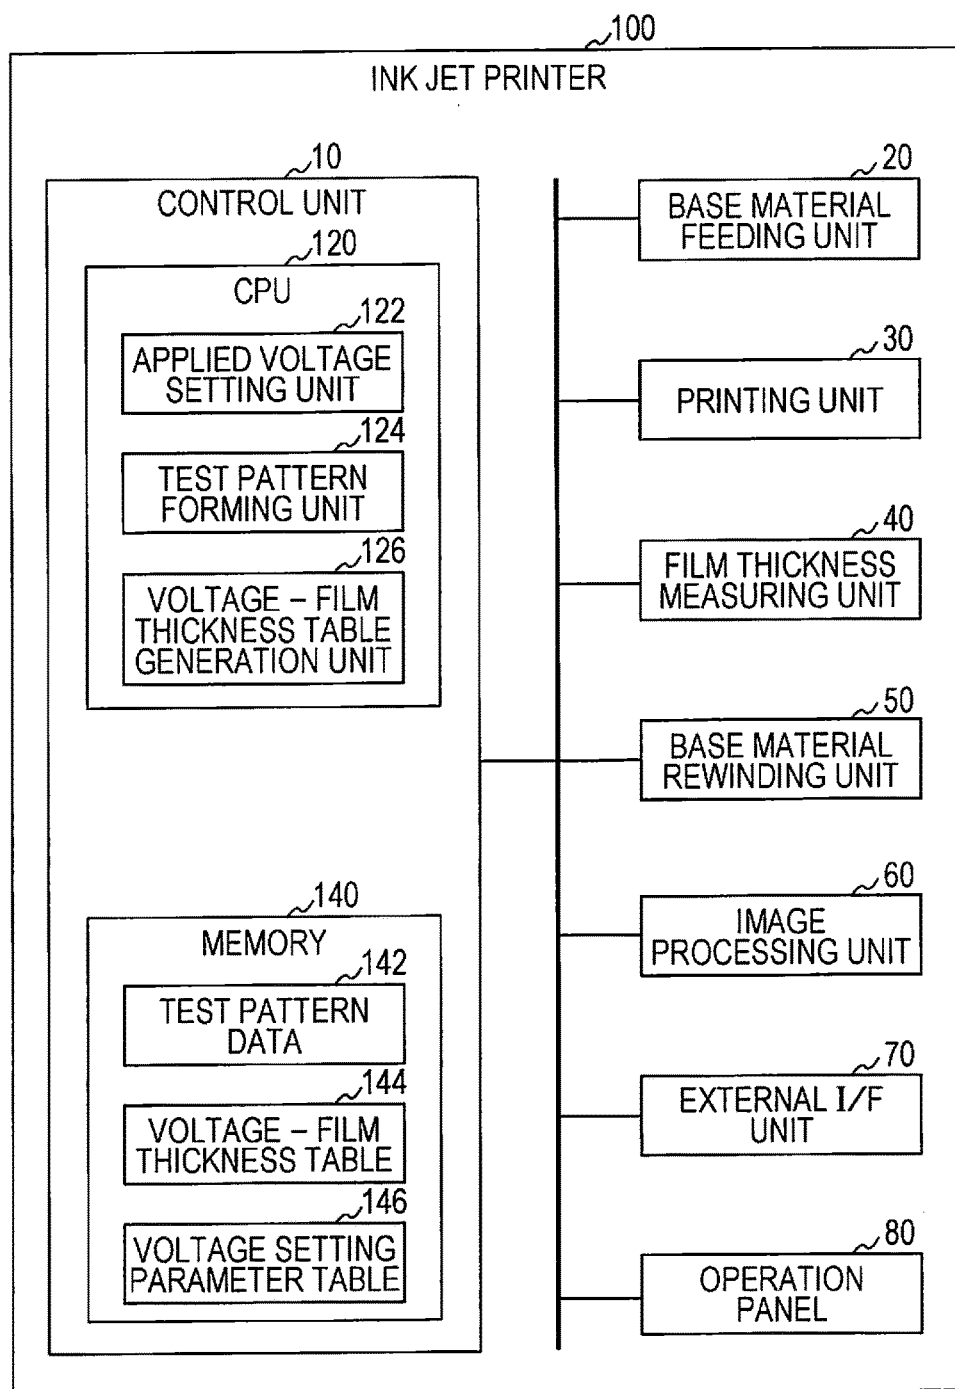 100
INK JET PRINTER
10
CONTROL UNIT
120
CPU
122
APPLIED VOLTAGE
SETTING UNIT
124
TEST PATTERN
FORMING UNIT
126
VOLTAGE – FILM
THICKNESS TABLE
GENERATION UNIT
140
MEMORY
142
TEST PATTERN
DATA
144
VOLTAGE – FILM
THICKNESS TABLE
146
VOLTAGE SETTING
PARAMETER TABLE
20
BASE MATERIAL
FEEDING UNIT
30
PRINTING UNIT
40
FILM THICKNESS
MEASURING UNIT
50
BASE MATERIAL
REWINDING UNIT
60
IMAGE
PROCESSING UNIT
70
EXTERNAL I/F
UNIT
80
OPERATION
PANEL